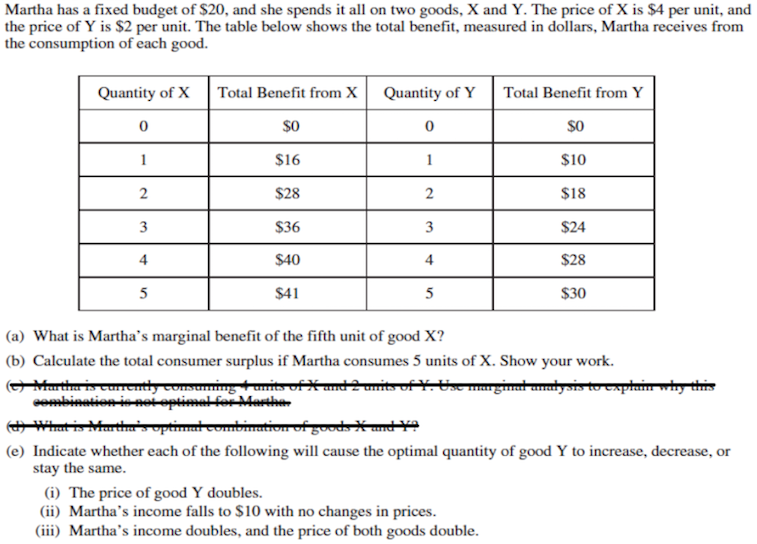 Martha has a fixed budget of $20, and she spends it all on two goods, X and Y. The price of X is $4 per unit, and
the price of Y is $2 per unit. The table below shows the total benefit, measured in dollars, Martha receives from
the consumption of each good.
Quantity of X Total Benefit from X Quantity of Y Total Benefit from Y
0 $0 0 $0
1 $16 1 $10
2 $28 2 $18
3 $36 3 $24
4 $40 4 $28
5 $41 5 $30
(a) What is Martha's marginal benefit of the fifth unit of good X?
(b) Calculate the total consumer surplus if Martha consumes 5 units of X. Show your work.
(c) Martha is currently consuming 4 units of X and 2 units of Y. Use marginal analysis to explain why this
combination is not optimal for Martha.
(d) What is Martha's optimal combination of goods X and Y?
(e) Indicate whether each of the following will cause the optimal quantity of good Y to increase, decrease, or
stay the same.
(i) The price of good Y doubles.
(ii) Martha's income falls to $10 with no changes in prices.
(iii) Martha's income doubles, and the price of both goods double.